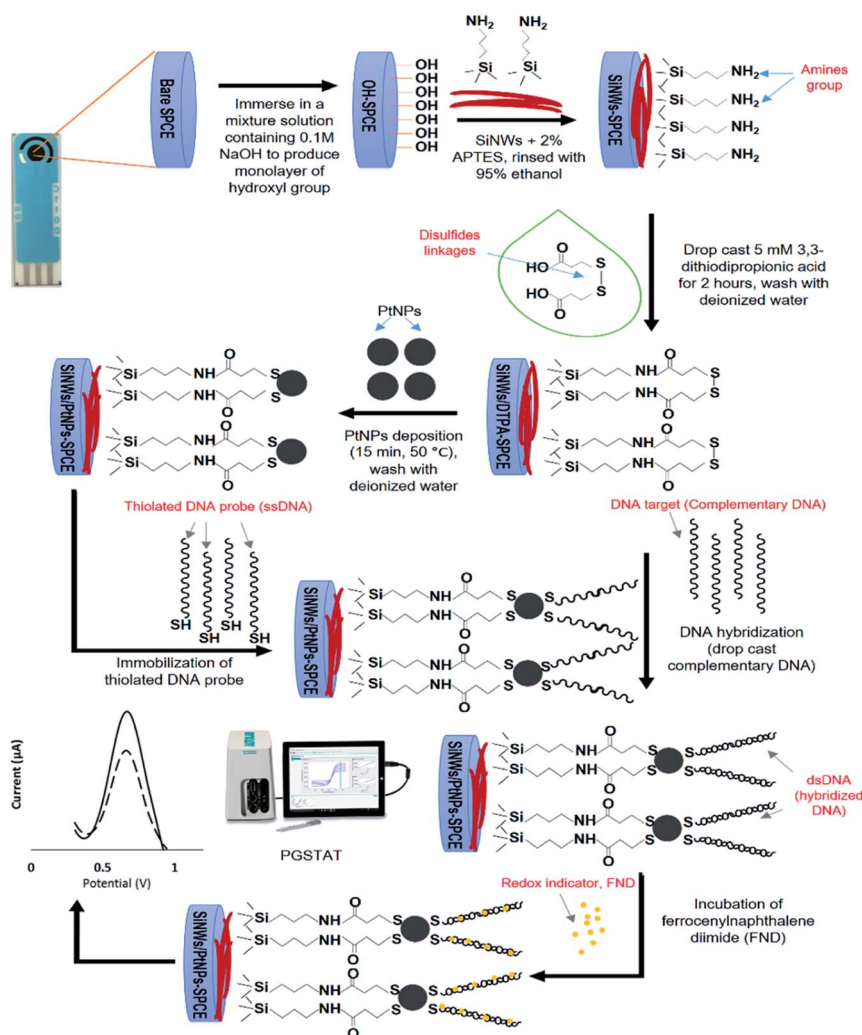 Bare SPCE
Immerse in a
mixture solution
containing 0.1M
NaOH to produce
monolayer of
hydroxyl group
OH-SPCE
OH
OH
OH
OH
OH
OH
OH
NH2
NH2
Si
Si
SiNWs + 2%
APTES, rinsed with
95% ethanol
SiNWs-SPCE
Si NH2
Si NH2
Si NH2
Si NH2
Amines
group
Disulfides
linkages
O
HO S
HO S
O
Drop cast 5 mM 3,3-
dithiodipropionic acid
for 2 hours, wash with
deionized water
SiNWs/DTPA-SPCE
O
Si NH S
Si NH S
O
O
Si NH S
Si NH S
O
PtNPs
PtNPs deposition
(15 min, 50 °C),
wash with
deionized water
SiNWs/PtNPs-SPCE
O
Si NH S
Si NH S
O
O
Si NH S
Si NH S
O
Thiolated DNA probe (ssDNA)
SH
SH
SH
SH
Immobilization of
thiolated DNA probe
SiNWs/PtNPs-SPCE
O
Si NH S S
Si NH S S
O
O
Si NH S S
Si NH S S
O
DNA target (Complementary DNA)
DNA hybridization
(drop cast
complementary DNA)
SiNWs/PtNPs-SPCE
O
Si NH S S
Si NH S S
O
O
Si NH S S
Si NH S S
O
dsDNA
(hybridized
DNA)
Redox indicator, FND
Incubation of
ferrocenylnaphthalene
diimide (FND)
SiNWs/PtNPs-SPCE
O
Si NH S S
Si NH S S
O
O
Si NH S S
Si NH S S
O
PGSTAT
Current (µA)
0 0.5 1
Potential (V)